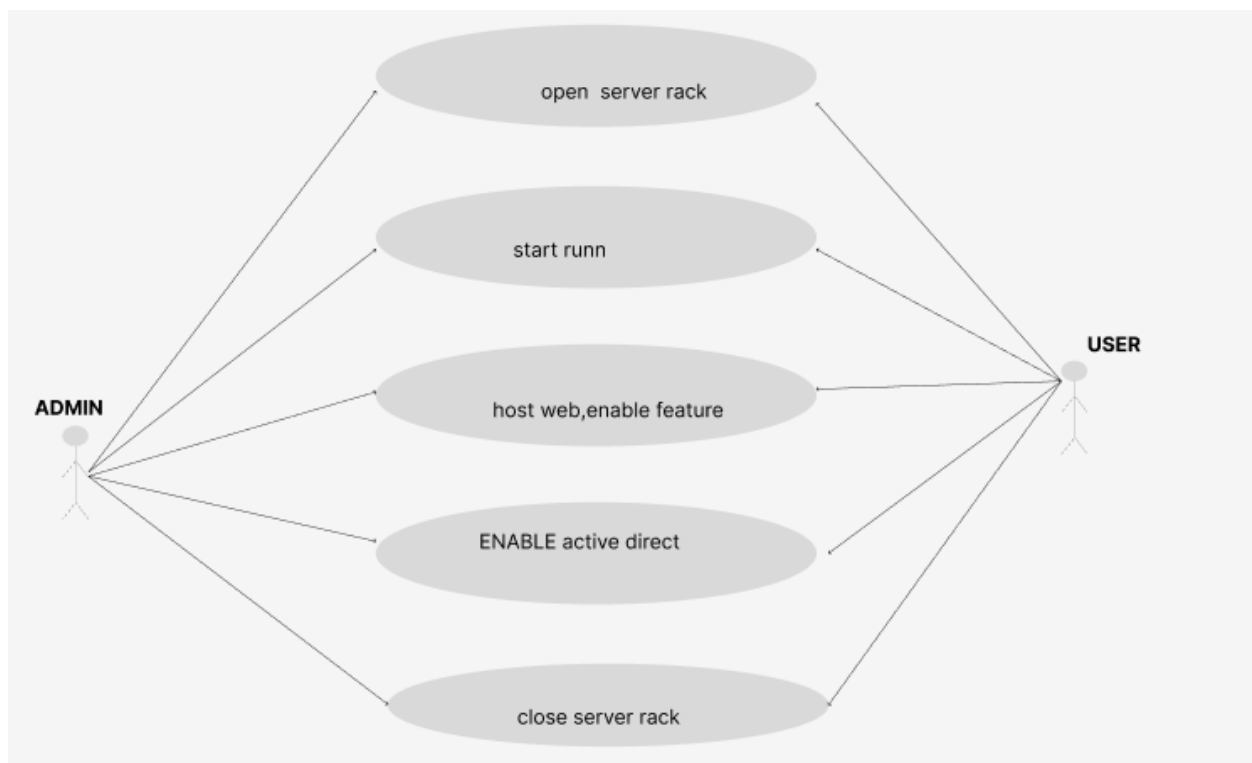 open server rack
start runn
USER
ADMIN
host web,enable feature
ENABLE active direct
close server rack